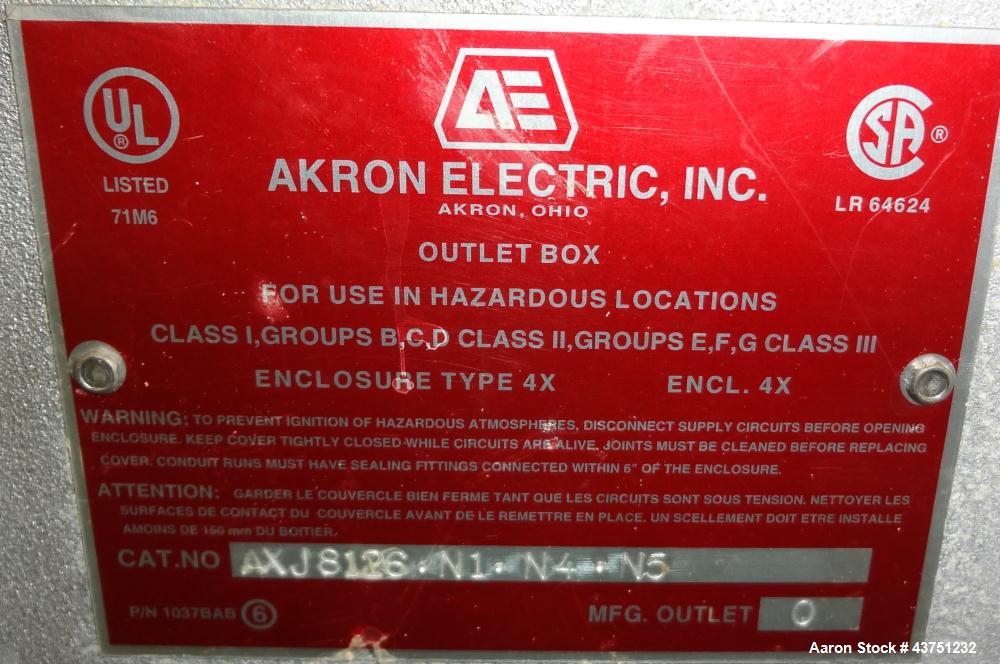 UL ®
LISTED
71M6
AE
AKRON ELECTRIC, INC.
AKRON, OHIO
SA ®
LR 64624
OUTLET BOX
FOR USE IN HAZARDOUS LOCATIONS
CLASS I,GROUPS B,C,D CLASS II,GROUPS E,F,G CLASS III
ENCLOSURE TYPE 4X ENCL. 4X
WARNING: TO PREVENT IGNITION OF HAZARDOUS ATMOSPHERES, DISCONNECT SUPPLY CIRCUITS BEFORE OPENING
ENCLOSURE. KEEP COVER TIGHTLY CLOSED WHILE CIRCUITS ARE ALIVE. JOINTS MUST BE CLEANED BEFORE REPLACING
COVER. CONDUIT RUNS MUST HAVE SEALING FITTINGS CONNECTED WITHIN 6" OF THE ENCLOSURE.
ATTENTION: GARDER LE COUVERCLE BIEN FERME TANT QUE LES CIRCUITS SONT SOUS TENSION. NETTOYER LES
SURFACES DE CONTACT DU COUVERCLE AVANT DE LE REMETTRE EN PLACE. UN SCELLEMENT DOIT ETRE INSTALLE
AMOINS DE 150 mm DU BOITIER.
CAT.NO AXJ8126·N1·N4·N5
P/N 1037BAB 6 MFG. OUTLET 0
Aaron Stock # 43751232